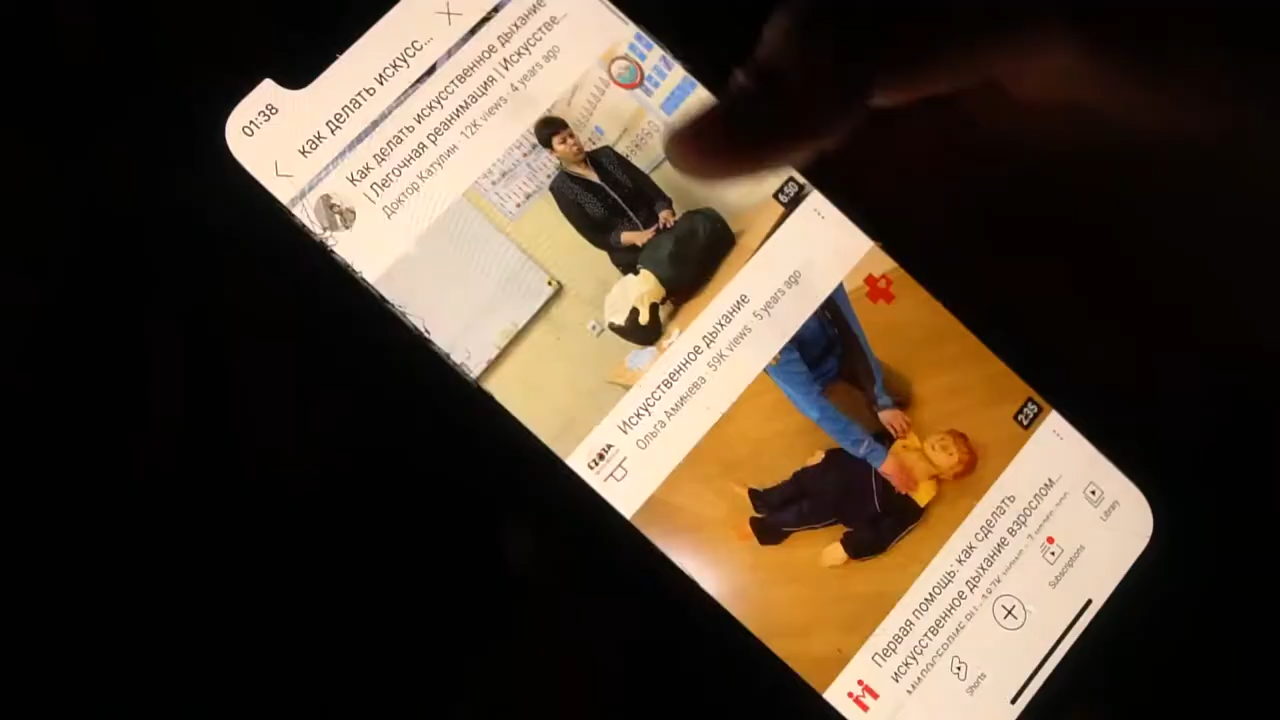 01:38
как делать искусс...
Как делать искусственное дыхание
| Легочная реанимация | Искусстве...
Доктор Катулин · 12K views · 4 years ago
6:50
Искусственное дыхание
Ольга Аминева · 59K views · 5 years ago
2:35
Первая помощь: как сделать
искусственное дыхание взрослом...
Shorts
Subscriptions
Library